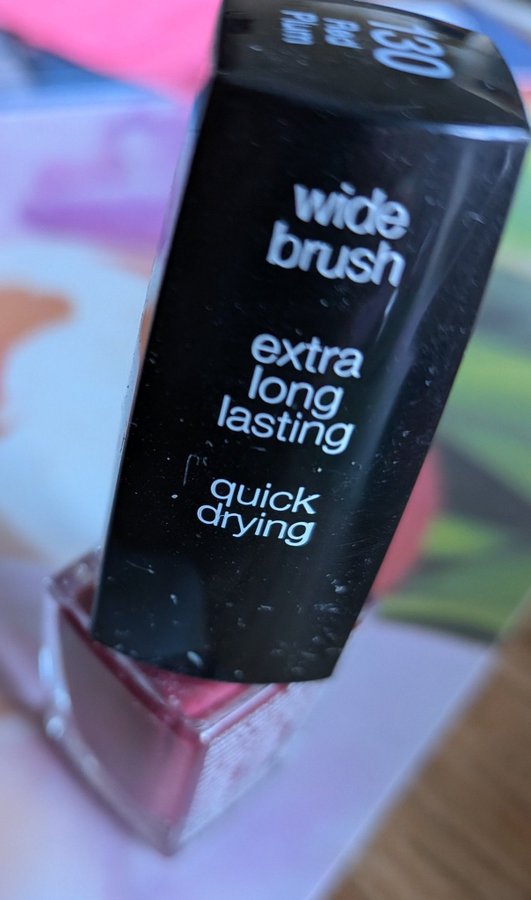 130
Red
Plum
wide
brush
extra
long
lasting
quick
drying